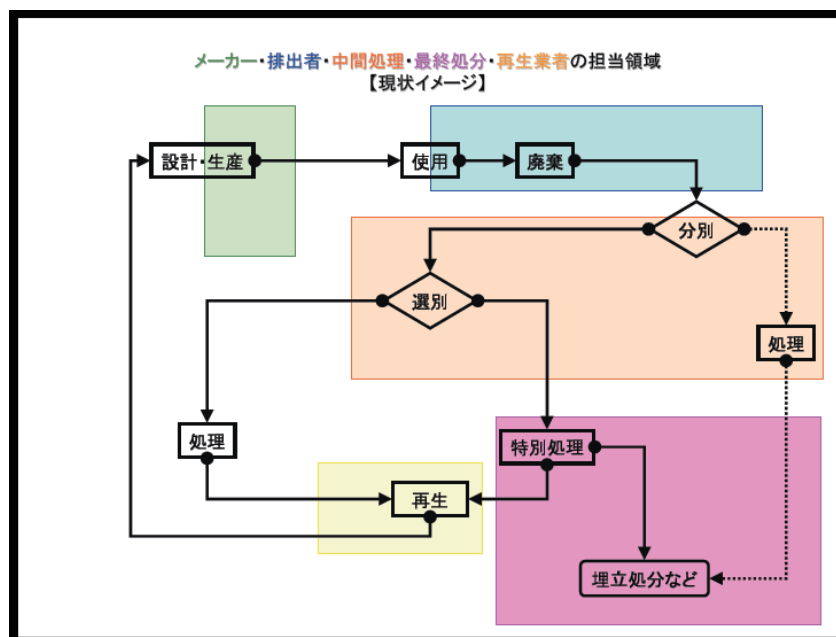 メーカー・排出者・中間処理・最終処分・再生業者の担当領域
【現状イメージ】
設計・生産
使用
廃棄
分別
選別
処理
処理
特別処理
再生
埋立処分など